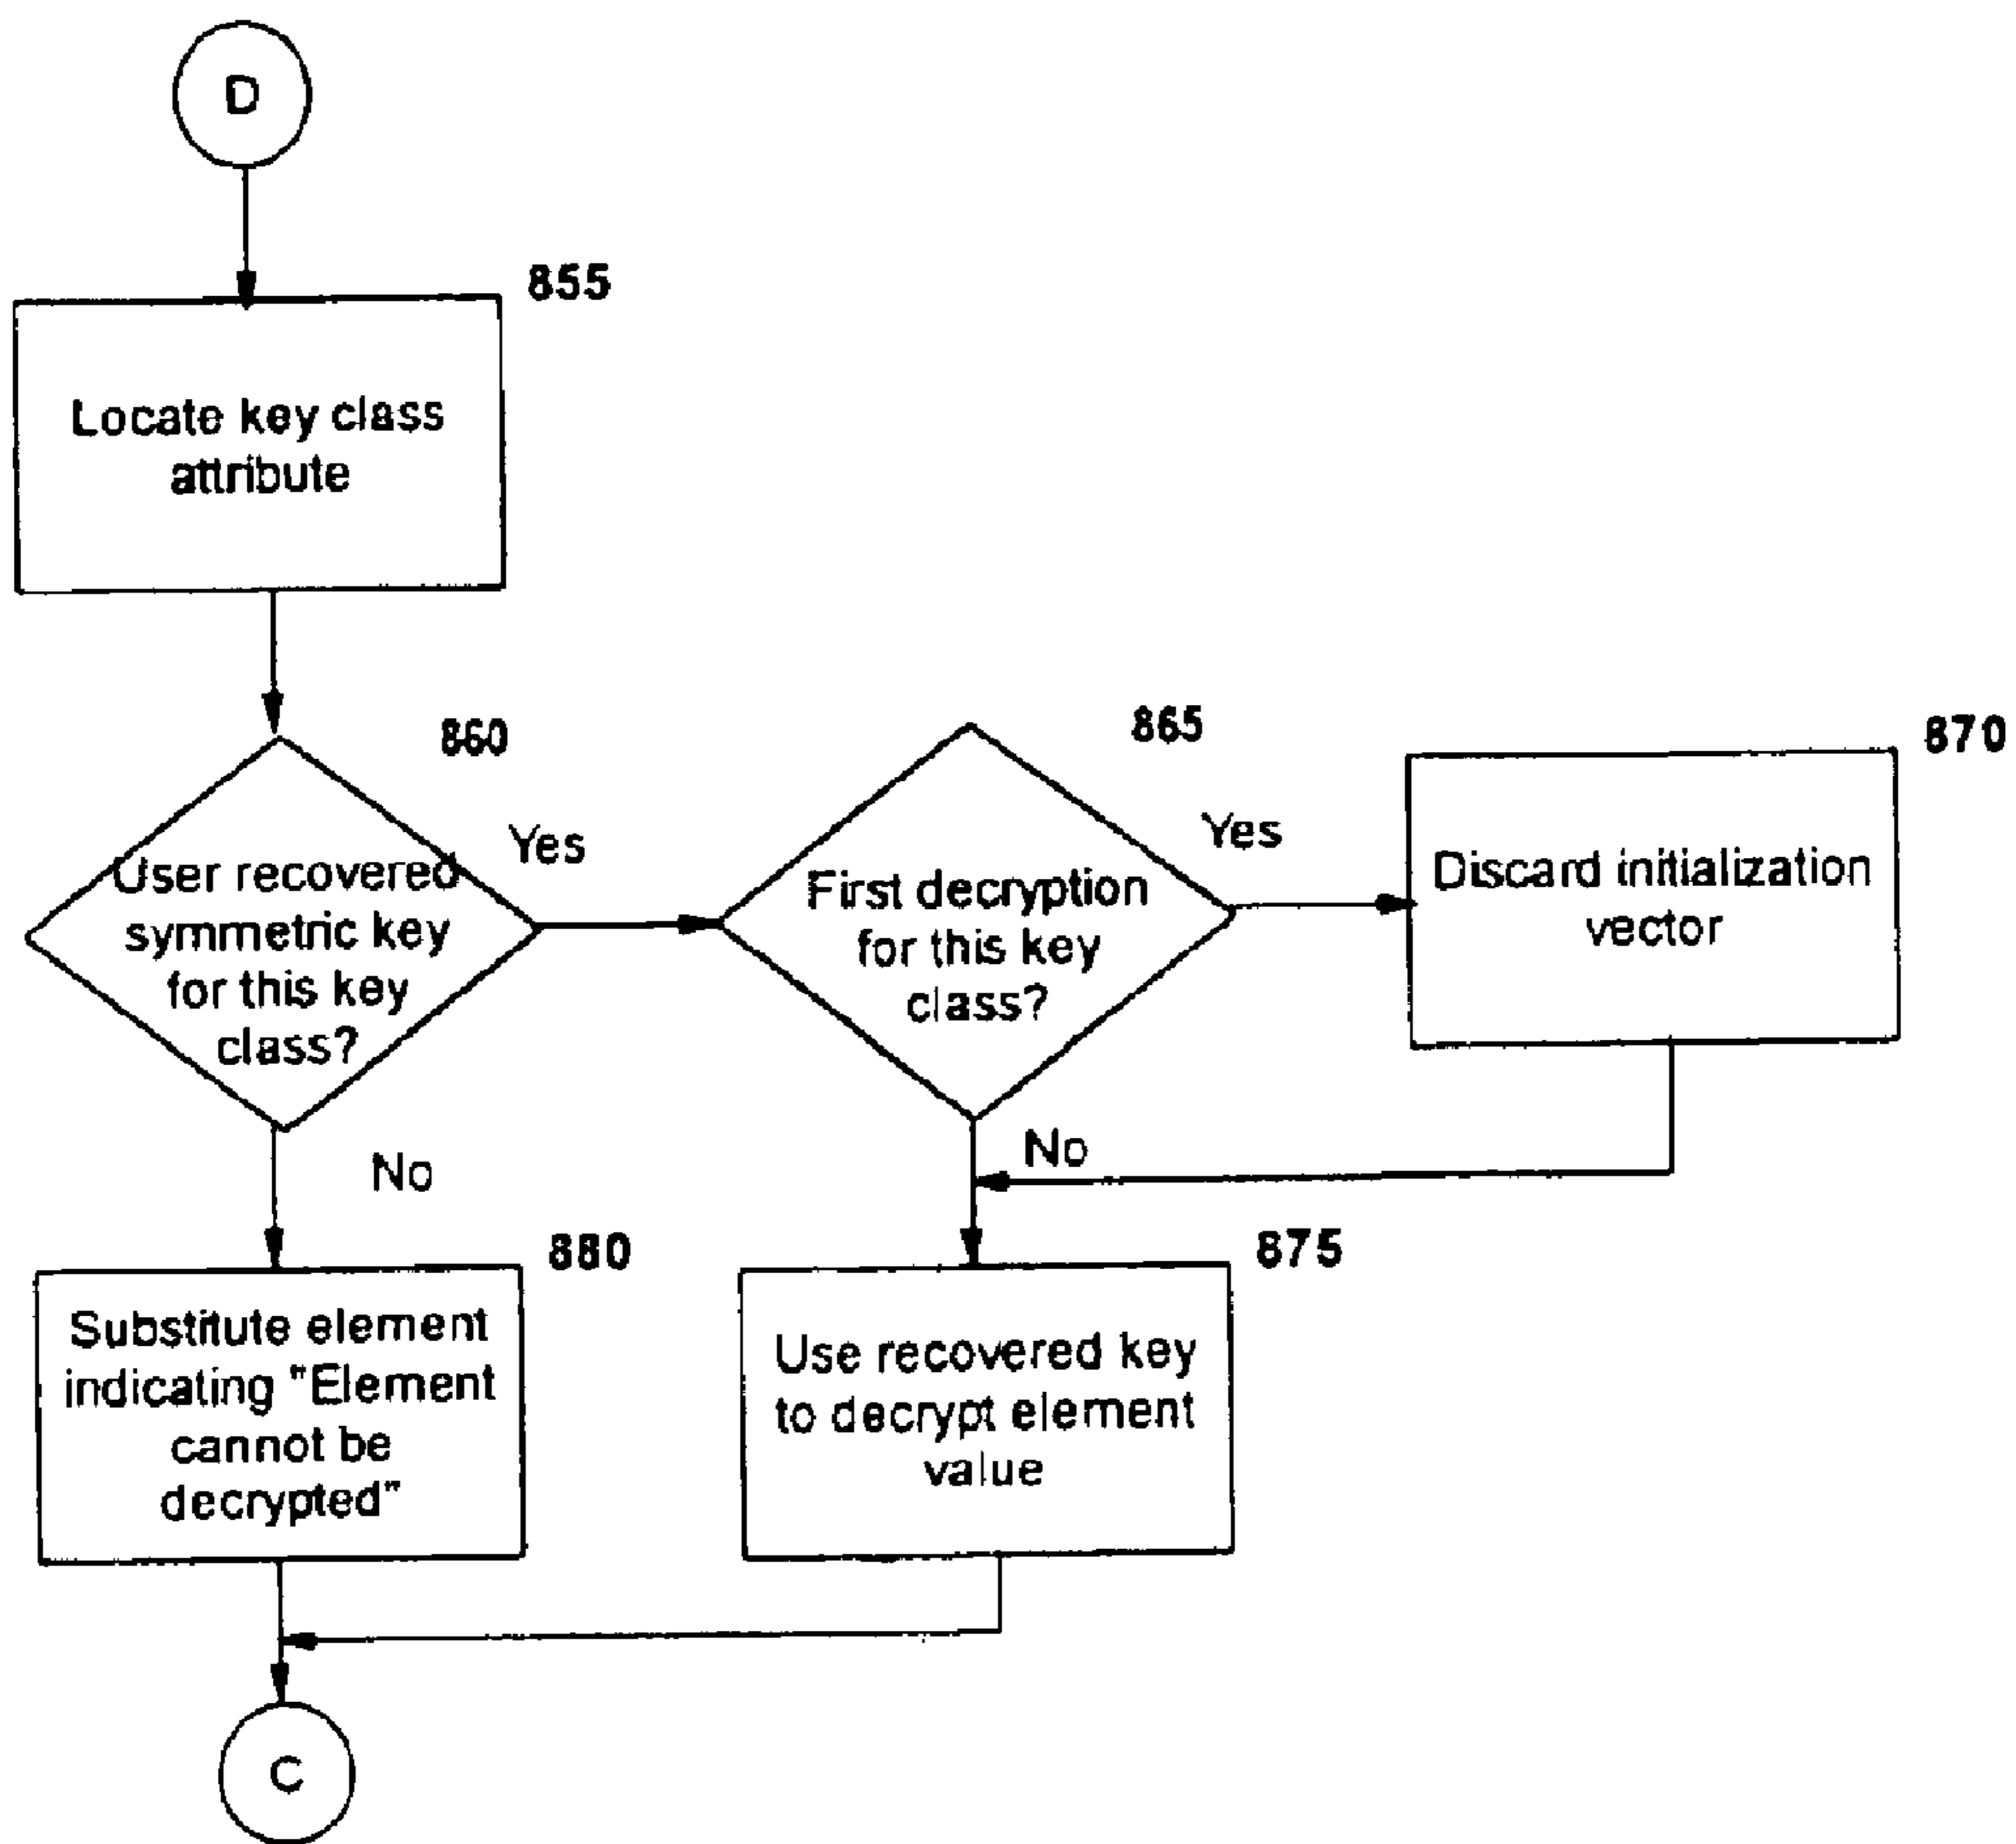 D
855
Locate key class
attribute
860
User recovered
symmetric key
for this key
class?
Yes
865
First decryption
for this key
class?
Yes
870
Discard initialization
vector
No
No
880
Substitute element
indicating "Element
cannot be
decrypted"
875
Use recovered key
to decrypt element
value
C